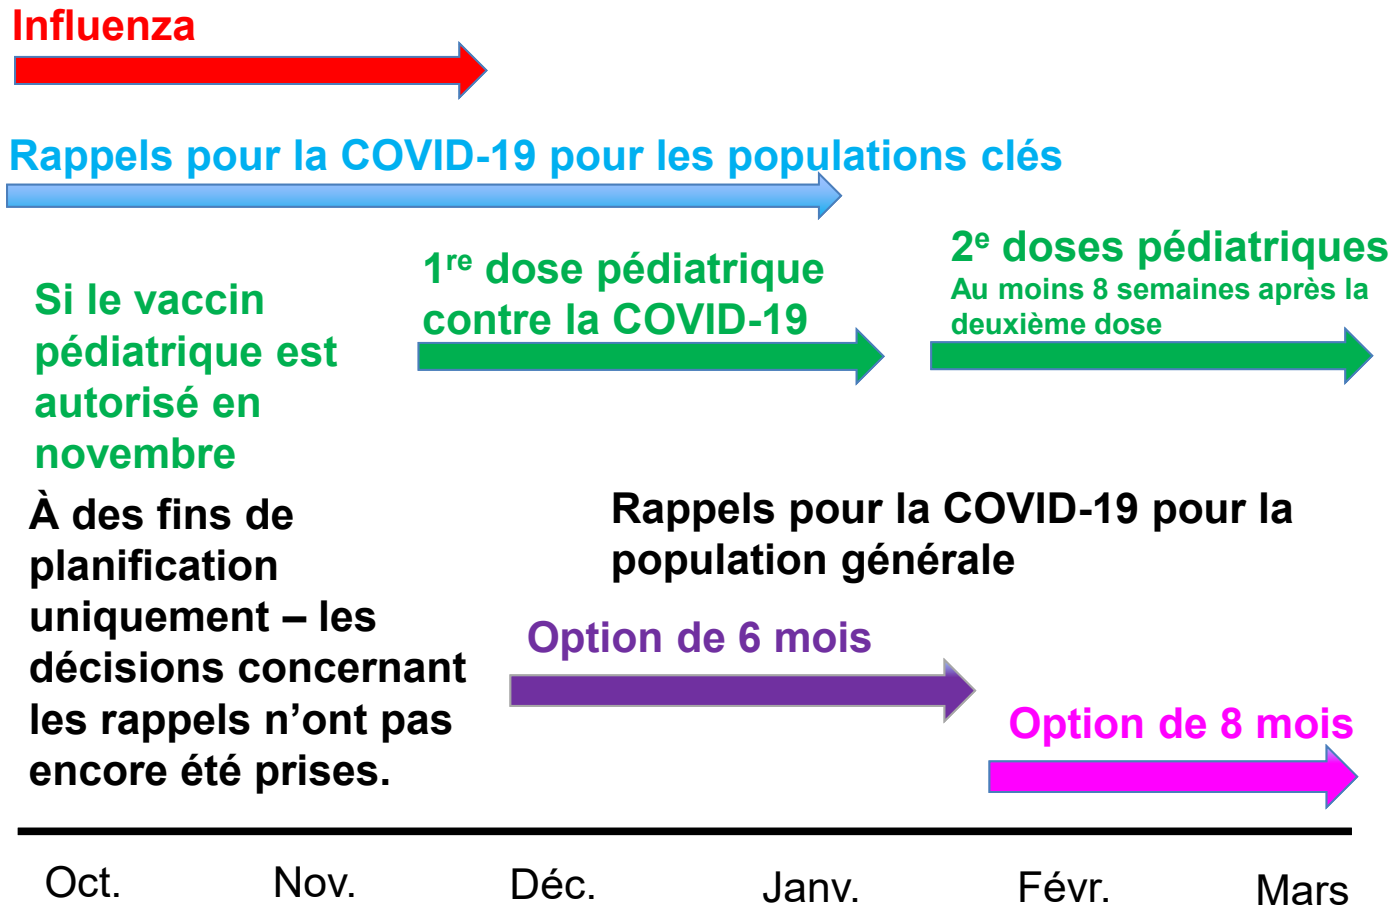 Influenza
Rappels pour la COVID-19 pour les populations clés
Si le vaccin
pédiatrique est
autorisé en
novembre
1re dose pédiatrique
contre la COVID-19
2e doses pédiatriques
Au moins 8 semaines après la
deuxième dose
À des fins de
planification
uniquement – les
décisions concernant
les rappels n’ont pas
encore été prises.
Rappels pour la COVID-19 pour la
population générale
Option de 6 mois
Option de 8 mois
Oct. Nov. Déc. Janv. Févr. Mars